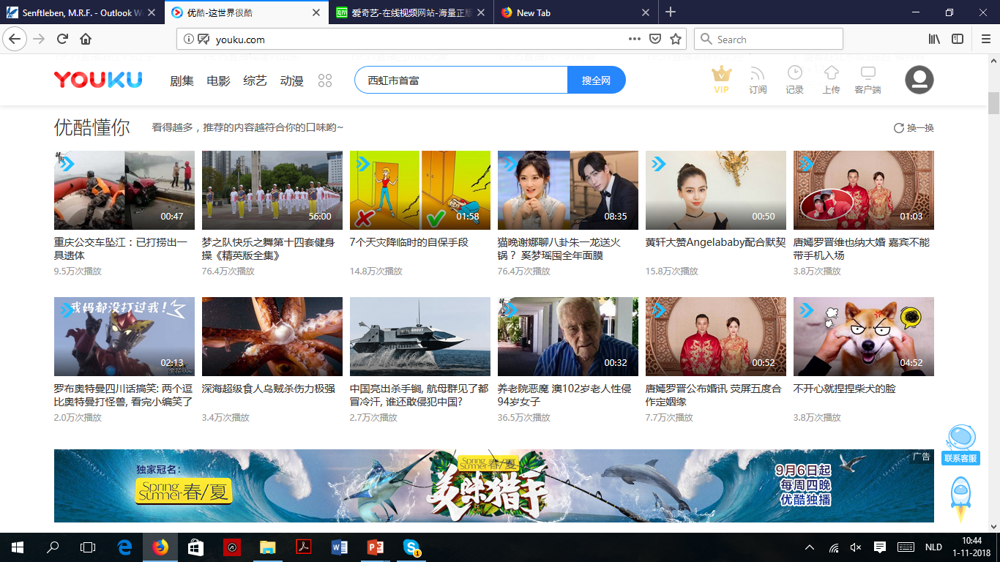 Senftleben, M.R.F. - Outlook W
优酷-这世界很酷
爱奇艺-在线视频网站-海量正版
New Tab
youku.com
Search
YOUKU
剧集 电影 综艺 动漫
西虹市首富
搜全网
VIP 订阅 记录 上传 客户端
优酷懂你
看得越多，推荐的内容越符合你的口味哟~
换一换
00:47 56:00 01:58 08:35 00:50 01:03
重庆公交车坠江：已打捞出一
具遗体
9.5万次播放
梦之队快乐之舞第十四套健身
操《精英版全集》
76.4万次播放
7个天灾降临时的自保手段
14.8万次播放
猫晚谢娜聊八卦朱一龙送火
锅？ 奚梦瑶囤全年面膜
76.4万次播放
黄轩大赞Angelababy配合默契
15.8万次播放
唐嫣罗晋维也纳大婚 嘉宾不能
带手机入场
3.8万次播放
我妈都没打过我!
GHOST
02:13 00:32 00:52 04:52
罗布奥特曼四川话搞笑: 两个逗
比奥特曼打怪兽, 看完小编笑了
2.0万次播放
深海超级食人乌贼杀伤力极强
3.4万次播放
中国亮出杀手锏, 航母群见了都
冒冷汗, 谁还敢侵犯中国?
2.7万次播放
养老院恶魔 澳102岁老人性侵
94岁女子
36.5万次播放
唐嫣罗晋公布婚讯 荧屏五度合
作定姻缘
7.7万次播放
不开心就捏捏柴犬的脸
3.8万次播放
联系客服
广告
独家冠名：
Spring Summer 春/夏
Spring Summer 春/夏
美味猎手
9月6日起
每周四晚
优酷独播
NLD
10:44
1-11-2018